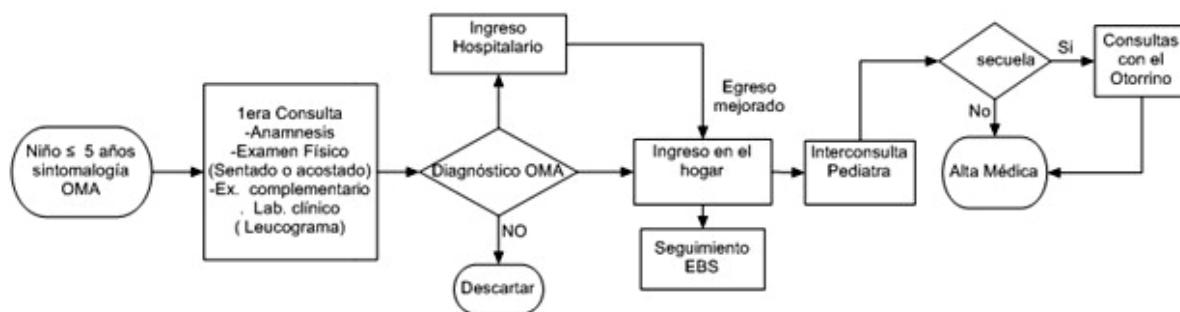 Niño ≤ 5 años
sintomalogía
OMA
1era Consulta
-Anamnesis
-Examen Físico
(Sentado o acostado)
-Ex. complementario
. Lab. clínico
( Leucograma)
Ingreso
Hospitalario
Diagnóstico OMA
NO
Descartar
Egreso
mejorado
Ingreso en el
hogar
Seguimiento
EBS
Interconsulta
Pediatra
secuela
Si
No
Consultas
con el
Otorrino
Alta Médica